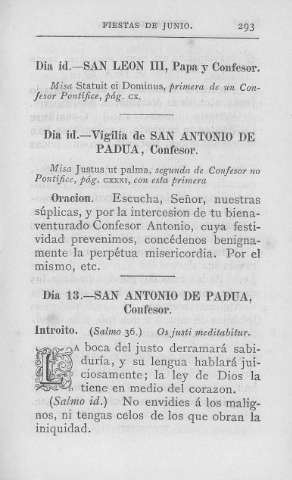 FIESTAS DE JUNIO. 293
Dia id.—SAN LEON III, Papa y Confesor.
Misa Statuit ei Dominus, primera de un Con-
fesor Pontífice, pág. CX.
Dia id.—Vigilia de SAN ANTONIO DE
PADUA, Confesor.
Misa Justus ut palma, segunda de Confesor no
Pontífice, pág. CXXXI, con esta primera
Oracion. Escucha, Señor, nuestras
súplicas, y por la intercesion de tu biena-
venturado Confesor Antonio, cuya festi-
vidad prevenimos, concédenos benigna-
mente la perpétua misericordia. Por el
mismo, etc.
Dia 13.—SAN ANTONIO DE PADUA,
Confesor.
Introito. (Salmo 36.) Os justi meditabitur.
LA boca del justo derramará sabi-
duría, y su lengua hablará jui-
ciosamente; la ley de Dios la
tiene en medio del corazon.
(Salmo id.) No envidies á los malig-
nos, ni tengas celos de los que obran la
iniquidad.